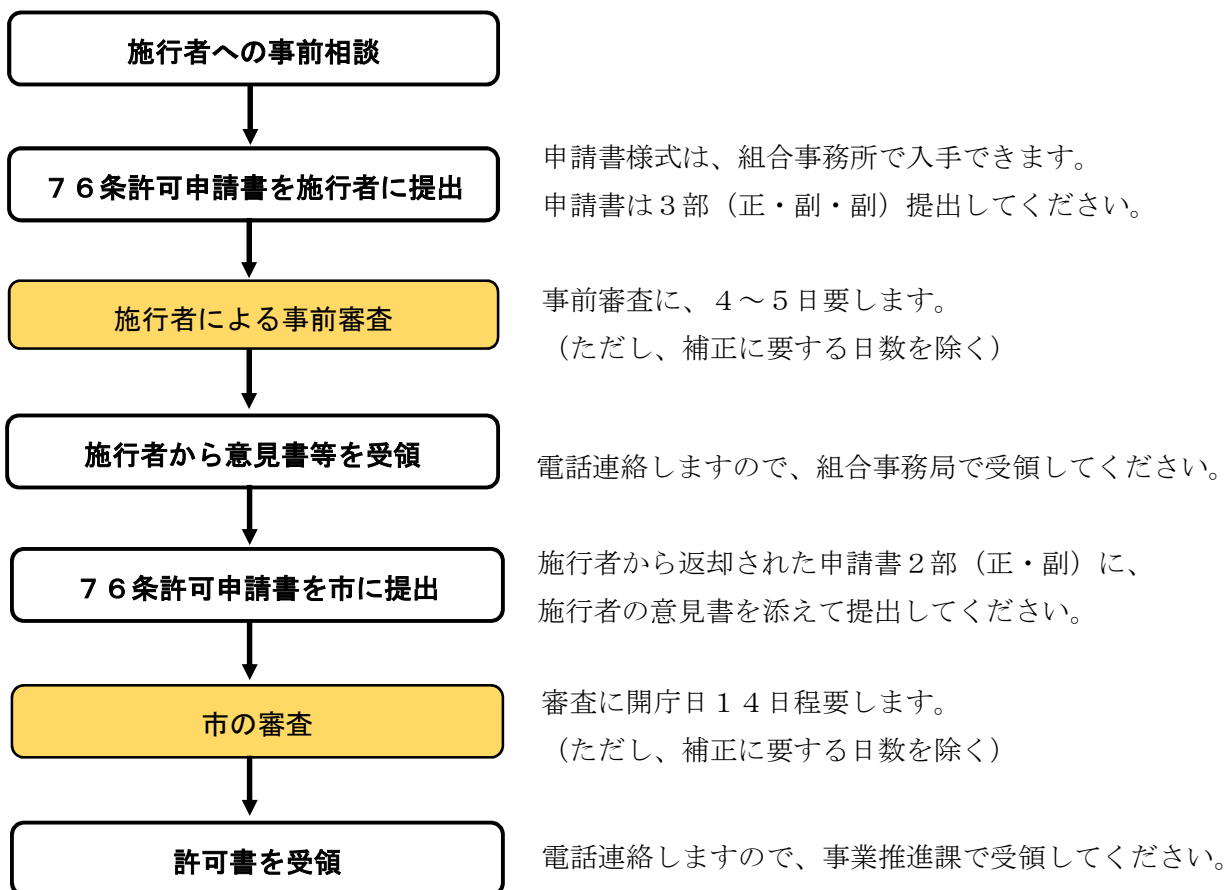 施行者への事前相談
７６条許可申請書を施行者に提出
申請書様式は、組合事務所で入手できます。
申請書は３部（正・副・副）提出してください。
施行者による事前審査
事前審査に、４～５日要します。
（ただし、補正に要する日数を除く）
施行者から意見書等を受領
電話連絡しますので、組合事務局で受領してください。
７６条許可申請書を市に提出
施行者から返却された申請書２部（正・副）に、
施行者の意見書を添えて提出してください。
市の審査
審査に開庁日１４日程要します。
（ただし、補正に要する日数を除く）
許可書を受領
電話連絡しますので、事業推進課で受領してください。